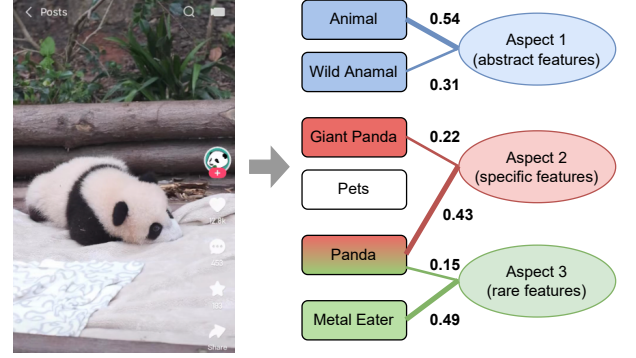 Posts
Share
Animal
Wild Anamal
Giant Panda
Pets
Panda
Metal Eater
0.54
0.31
0.22
0.43
0.15
0.49
Aspect 1
(abstract features)
Aspect 2
(specific features)
Aspect 3
(rare features)